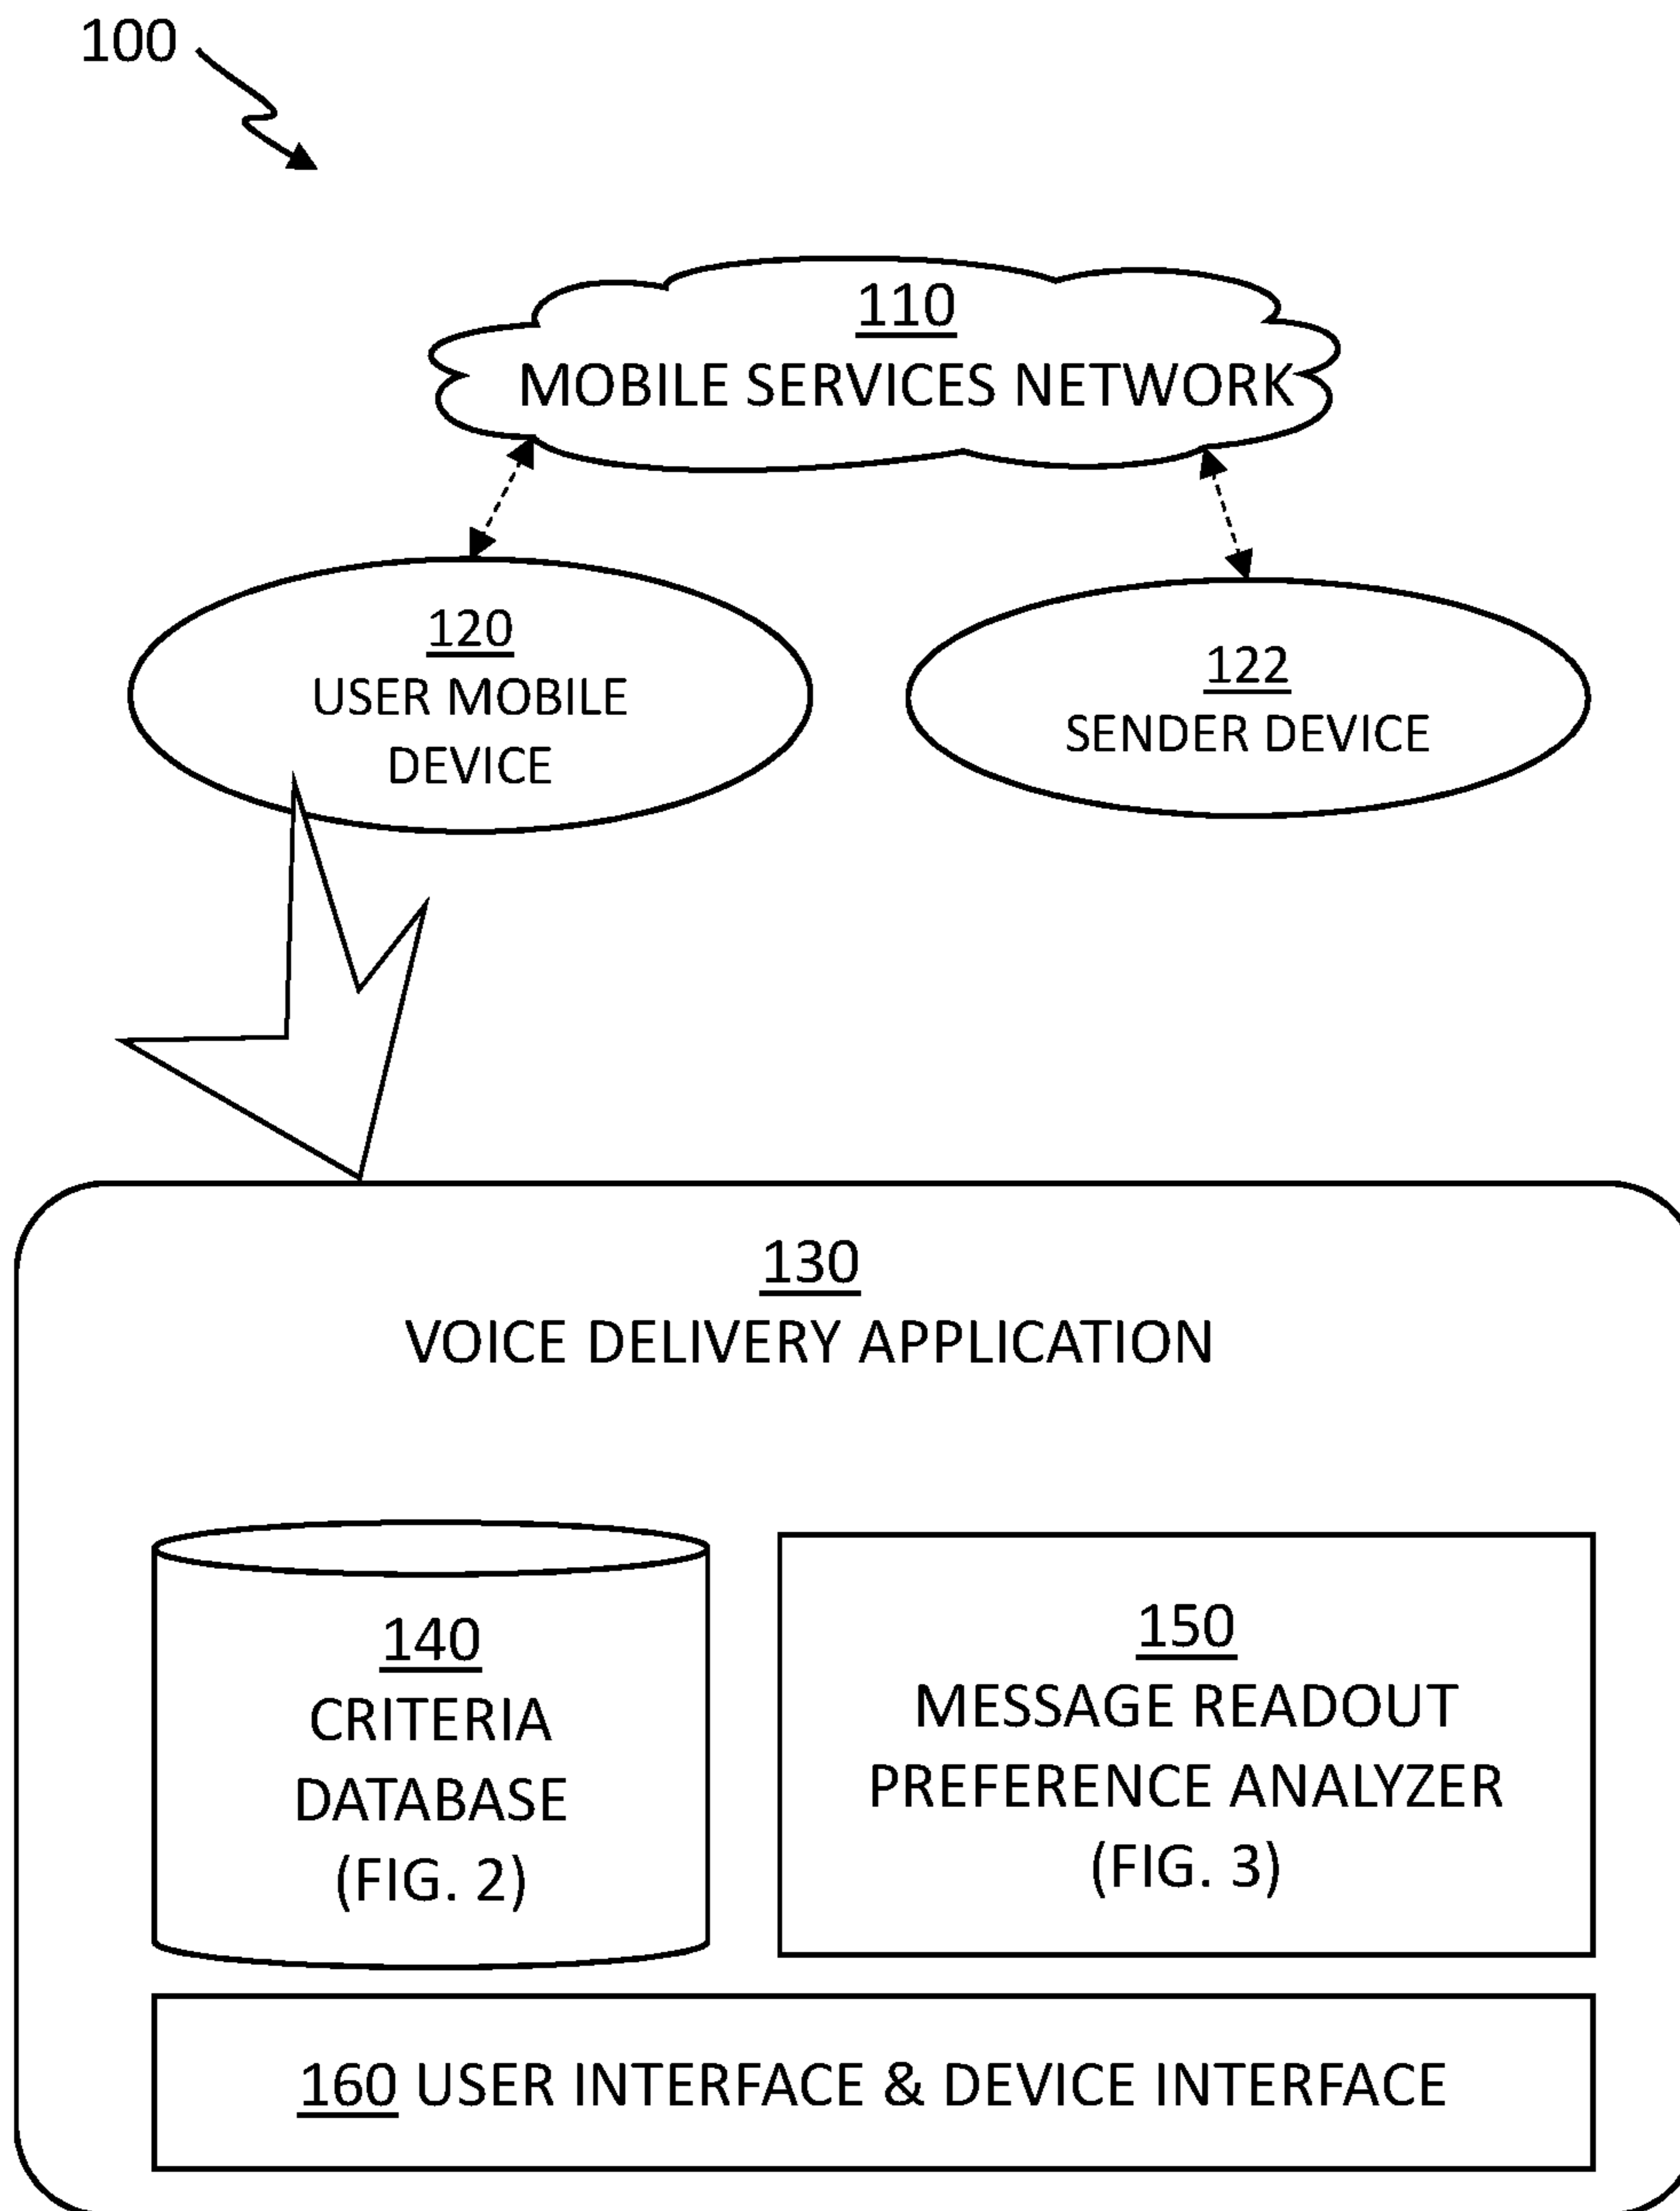 100
110
MOBILE SERVICES NETWORK
120
USER MOBILE
DEVICE
122
SENDER DEVICE
130
VOICE DELIVERY APPLICATION
140
CRITERIA
DATABASE
(FIG. 2)
150
MESSAGE READOUT
PREFERENCE ANALYZER
(FIG. 3)
160 USER INTERFACE & DEVICE INTERFACE